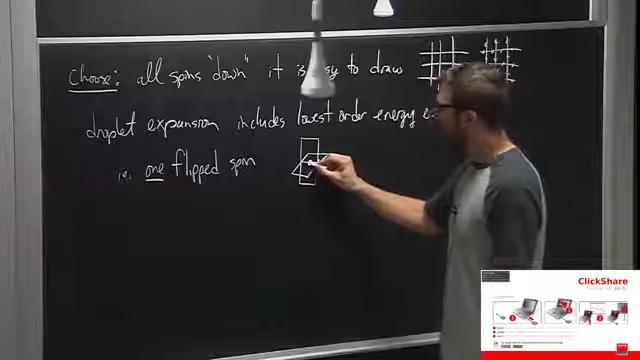 Choose: all spins "down" it is easy to draw
droplet expansion includes lowest order energy
i.e. one flipped spin
ClickShare